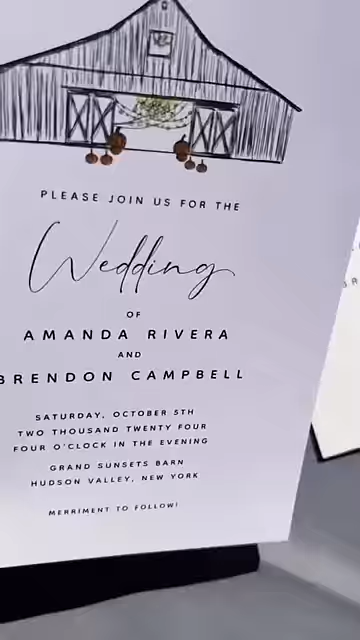 PLEASE JOIN US FOR THE
Wedding
OF
AMANDA RIVERA
AND
BRENDON CAMPBELL
SATURDAY, OCTOBER 5TH
TWO THOUSAND TWENTY FOUR
FOUR O'CLOCK IN THE EVENING
GRAND SUNSETS BARN
HUDSON VALLEY, NEW YORK
MERRIMENT TO FOLLOW!